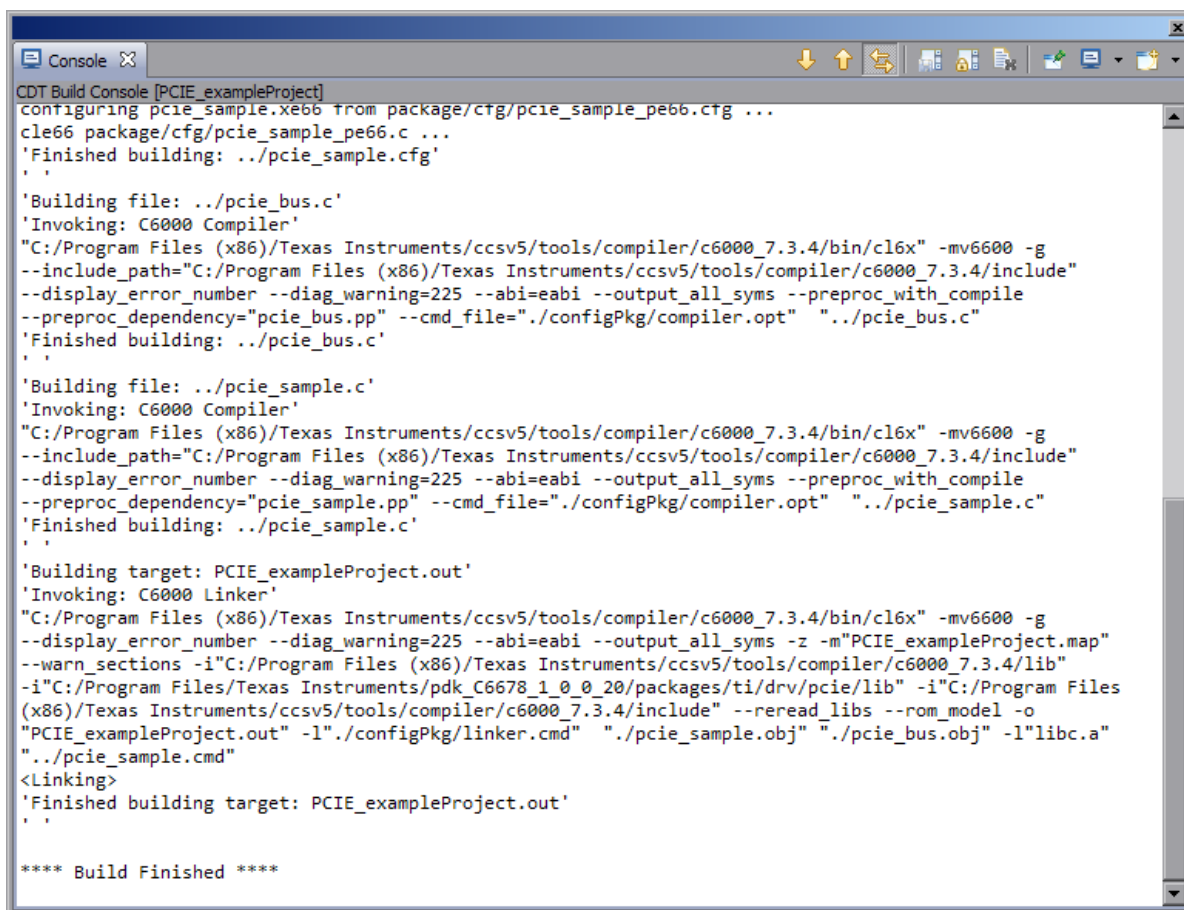 Console
CDT Build Console [PCIE_exampleProject]
configuring pcie_sample.xe66 from package/cfg/pcie_sample_pe66.cfg ...
cle66 package/cfg/pcie_sample_pe66.c ...
'Finished building: ../pcie_sample.cfg'
' '
'Building file: ../pcie_bus.c'
'Invoking: C6000 Compiler'
"C:/Program Files (x86)/Texas Instruments/ccsv5/tools/compiler/c6000_7.3.4/bin/cl6x" -mv6600 -g
--include_path="C:/Program Files (x86)/Texas Instruments/ccsv5/tools/compiler/c6000_7.3.4/include"
--display_error_number --diag_warning=225 --abi=eabi --output_all_syms --preproc_with_compile
--preproc_dependency="pcie_bus.pp" --cmd_file="./configPkg/compiler.opt"  "../pcie_bus.c"
'Finished building: ../pcie_bus.c'
' '
'Building file: ../pcie_sample.c'
'Invoking: C6000 Compiler'
"C:/Program Files (x86)/Texas Instruments/ccsv5/tools/compiler/c6000_7.3.4/bin/cl6x" -mv6600 -g
--include_path="C:/Program Files (x86)/Texas Instruments/ccsv5/tools/compiler/c6000_7.3.4/include"
--display_error_number --diag_warning=225 --abi=eabi --output_all_syms --preproc_with_compile
--preproc_dependency="pcie_sample.pp" --cmd_file="./configPkg/compiler.opt"  "../pcie_sample.c"
'Finished building: ../pcie_sample.c'
' '
'Building target: PCIE_exampleProject.out'
'Invoking: C6000 Linker'
"C:/Program Files (x86)/Texas Instruments/ccsv5/tools/compiler/c6000_7.3.4/bin/cl6x" -mv6600 -g
--display_error_number --diag_warning=225 --abi=eabi --output_all_syms -z -m"PCIE_exampleProject.map"
--warn_sections -i"C:/Program Files (x86)/Texas Instruments/ccsv5/tools/compiler/c6000_7.3.4/lib"
-i"C:/Program Files/Texas Instruments/pdk_C6678_1_0_0_20/packages/ti/drv/pcie/lib" -i"C:/Program Files
(x86)/Texas Instruments/ccsv5/tools/compiler/c6000_7.3.4/include" --reread_libs --rom_model -o
"PCIE_exampleProject.out" -l"./configPkg/linker.cmd"  "./pcie_sample.obj" "./pcie_bus.obj" -l"libc.a"
"../pcie_sample.cmd"
<Linking>
'Finished building target: PCIE_exampleProject.out'
' '
**** Build Finished ****